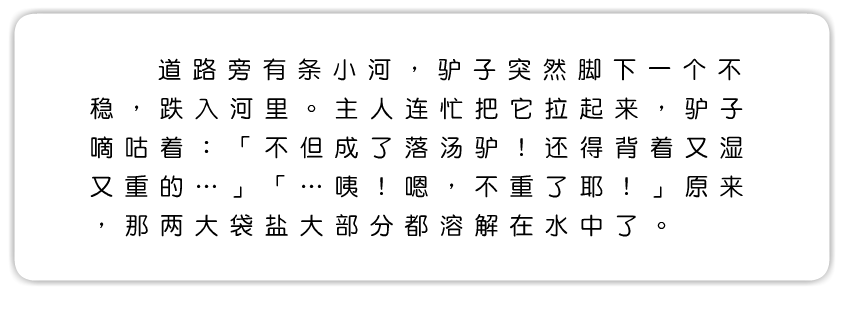 道路旁有条小河，驴子突然脚下一个不
稳，跌入河里。主人连忙把它拉起来，驴子
嘀咕着：「不但成了落汤驴！还得背着又湿
又重的…」「…咦！嗯，不重了耶！」原来
，那两大袋盐大部分都溶解在水中了。